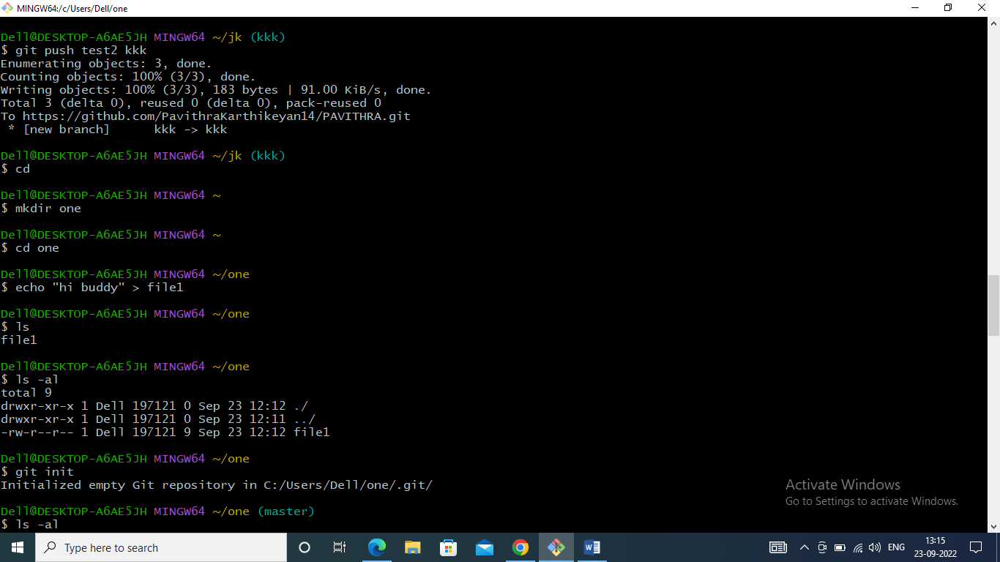 MINGW64:/c/Users/Dell/one
Dell@DESKTOP-A6AE5JH MINGW64 ~/jk (kkk)
$ git push test2 kkk
Enumerating objects: 3, done.
Counting objects: 100% (3/3), done.
Writing objects: 100% (3/3), 183 bytes | 91.00 KiB/s, done.
Total 3 (delta 0), reused 0 (delta 0), pack-reused 0
To https://github.com/PavithraKarthikeyan14/PAVITHRA.git
 * [new branch]      kkk -> kkk
Dell@DESKTOP-A6AE5JH MINGW64 ~/jk (kkk)
$ cd
Dell@DESKTOP-A6AE5JH MINGW64 ~
$ mkdir one
Dell@DESKTOP-A6AE5JH MINGW64 ~
$ cd one
Dell@DESKTOP-A6AE5JH MINGW64 ~/one
$ echo "hi buddy" > file1
Dell@DESKTOP-A6AE5JH MINGW64 ~/one
$ ls
file1
Dell@DESKTOP-A6AE5JH MINGW64 ~/one
$ ls -al
total 9
drwxr-xr-x 1 Dell 197121 0 Sep 23 12:12 ./
drwxr-xr-x 1 Dell 197121 0 Sep 23 12:11 ../
-rw-r--r-- 1 Dell 197121 9 Sep 23 12:12 file1
Dell@DESKTOP-A6AE5JH MINGW64 ~/one
$ git init
Initialized empty Git repository in C:/Users/Dell/one/.git/
Dell@DESKTOP-A6AE5JH MINGW64 ~/one (master)
$ ls -al
Activate Windows
Go to Settings to activate Windows.
Type here to search
ENG
13:15
23-09-2022